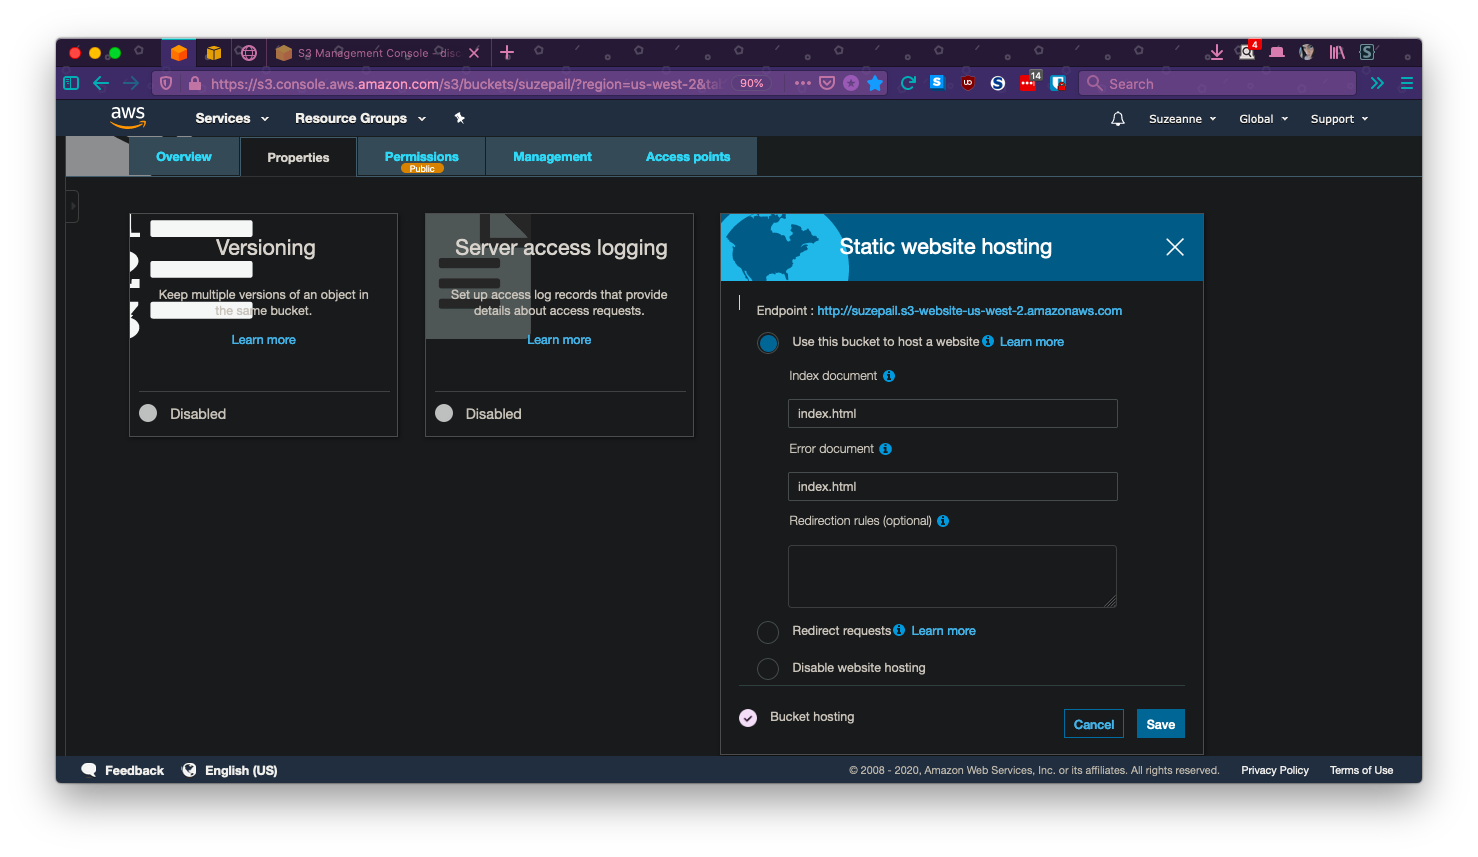 S3 Management Console – disc
4
https://s3.console.aws.amazon.com/s3/buckets/suzepail/?region=us-west-2&ta
90%
S
14
Search
aws
Services
Resource Groups
Suzeanne
Global
Support
Overview
Properties
Permissions
Public
Management
Access points
Versioning
Keep multiple versions of an object in
the same bucket.
Learn more
Disabled
Server access logging
Set up access log records that provide
details about access requests.
Learn more
Disabled
Static website hosting
Endpoint : http://suzepail.s3-website-us-west-2.amazonaws.com
Use this bucket to host a website
Learn more
Index document
index.html
Error document
index.html
Redirection rules (optional)
Redirect requests
Learn more
Disable website hosting
Bucket hosting
Cancel
Save
Feedback
English (US)
© 2008 - 2020, Amazon Web Services, Inc. or its affiliates. All rights reserved.
Privacy Policy
Terms of Use